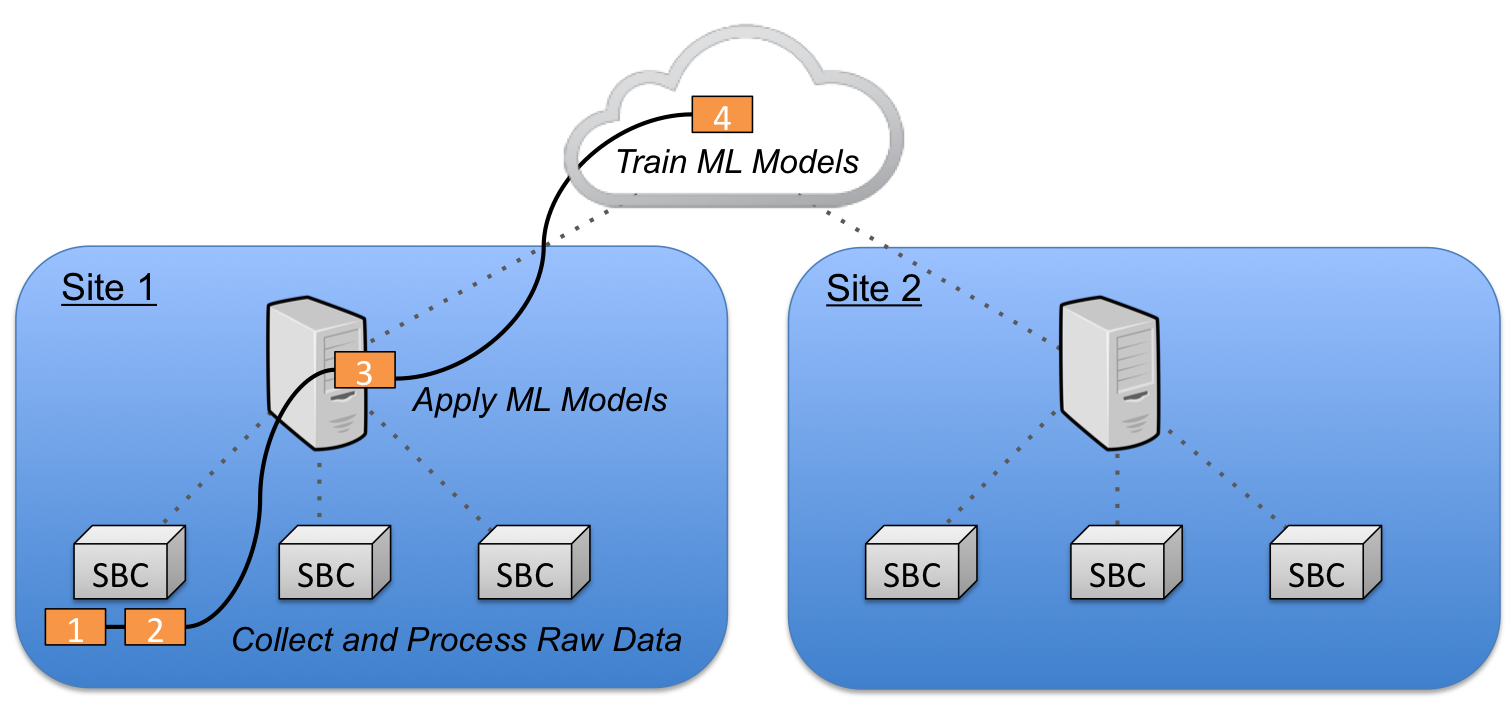 4
Train ML Models
Site 1
Site 2
3
Apply ML Models
SBC
SBC
SBC
SBC
SBC
SBC
1
2
Collect and Process Raw Data